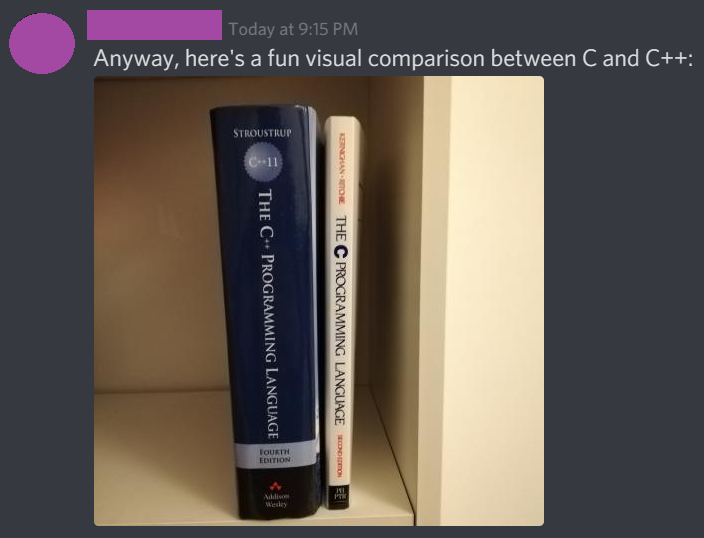 Today at 9:15 PM
Anyway, here's a fun visual comparison between C and C++:
STROUSTRUP
C++11
THE C++ PROGRAMMING LANGUAGE
FOURTH
EDITION
Addison
Wesley
KERNIGHAN · RITCHIE
THE C PROGRAMMING LANGUAGE
SECOND EDITION
PH
PTR